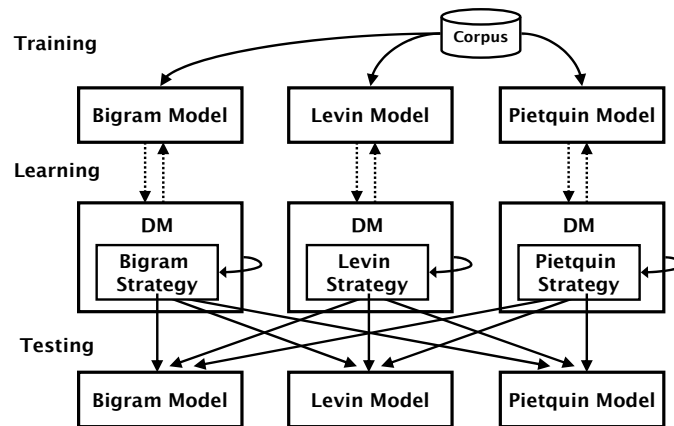 Training
Corpus
Bigram Model
Levin Model
Pietquin Model
Learning
DM
DM
DM
Bigram
Strategy
Levin
Strategy
Pietquin
Strategy
Testing
Bigram Model
Levin Model
Pietquin Model